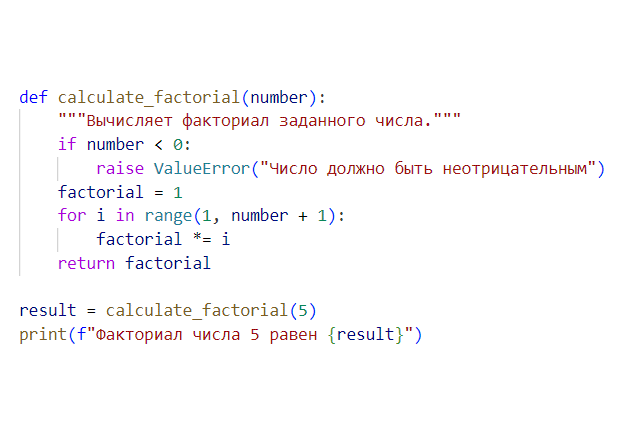 def calculate_factorial(number):
    """Вычисляет факториал заданного числа."""
    if number < 0:
        raise ValueError("Число должно быть неотрицательным")
    factorial = 1
    for i in range(1, number + 1):
        factorial *= i
    return factorial

result = calculate_factorial(5)
print(f"Факториал числа 5 равен {result}")